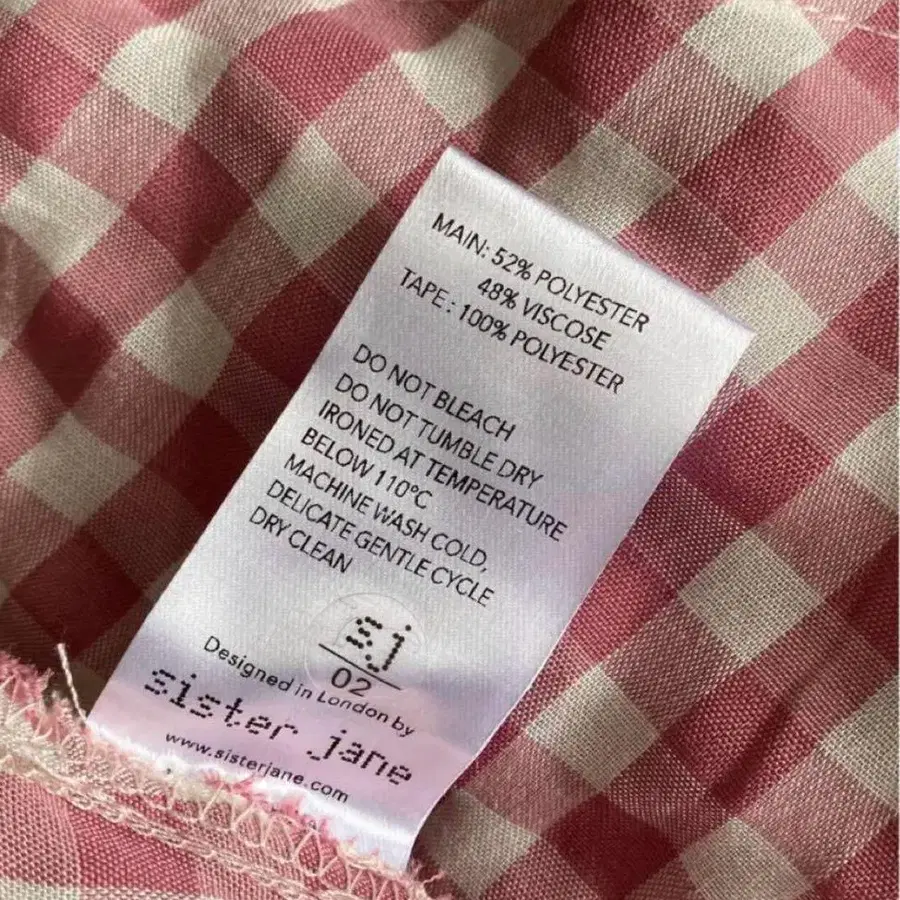 MAIN: 52% POLYESTER
48% VISCOSE
TAPE : 100% POLYESTER
DO NOT BLEACH
DO NOT TUMBLE DRY
IRONED AT TEMPERATURE
BELOW 110°C
MACHINE WASH COLD,
DELICATE GENTLE CYCLE
DRY CLEAN
sj
02
Designed in London by
sister jane
www.sisterjane.com